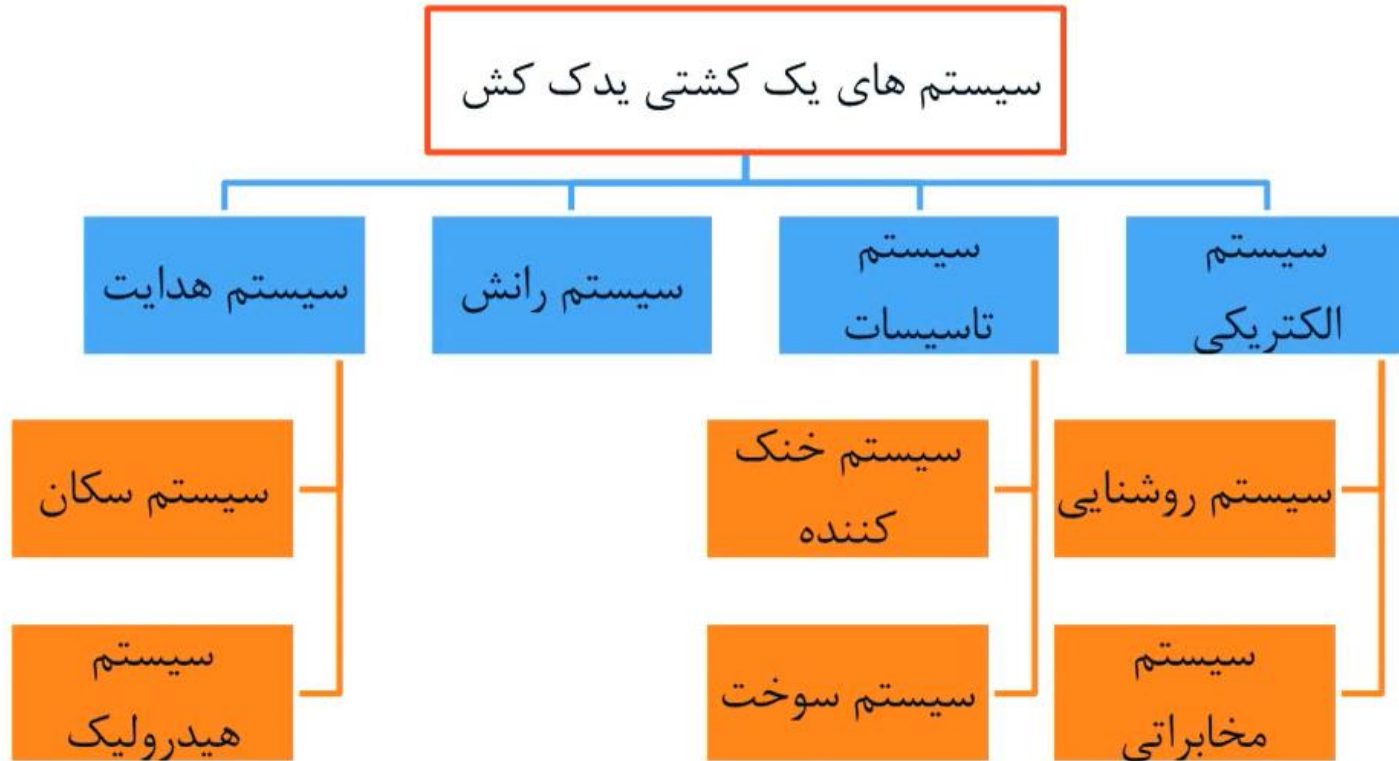 سیستم های یک کشتی یدک کش
سیستم
الکتریکی
سیستم
تاسیسات
سیستم رانش
سیستم هدایت
سیستم روشنایی
سیستم خنک
کننده
سیستم سکان
سیستم
مخابراتی
سیستم سوخت
سیستم
هیدرولیک